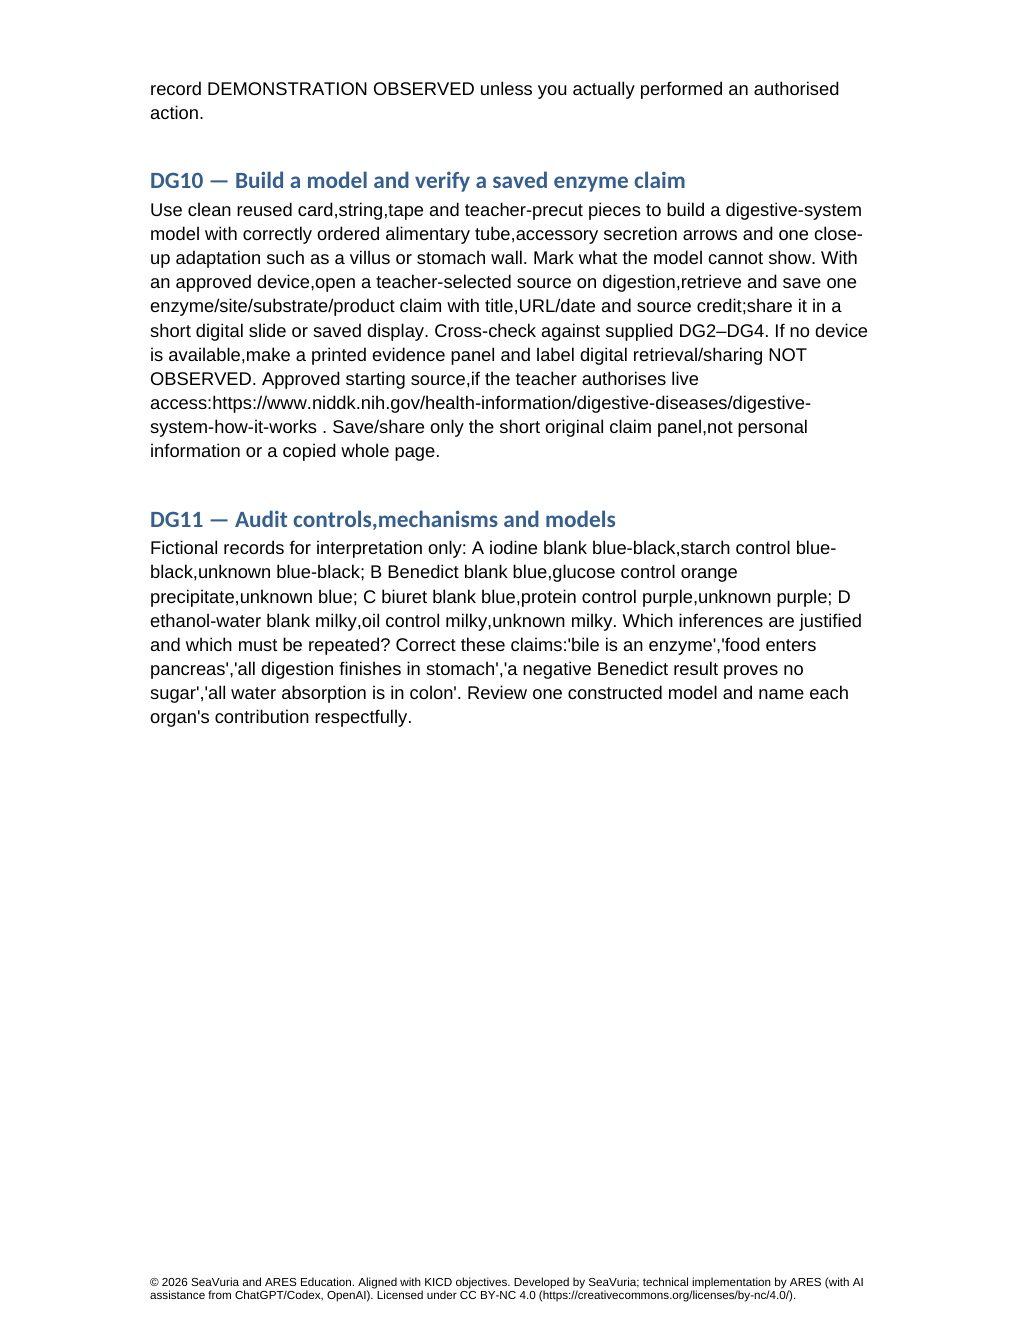 record DEMONSTRATION OBSERVED unless you actually performed an authorised
action.
DG10 — Build a model and verify a saved enzyme claim
Use clean reused card,string,tape and teacher-precut pieces to build a digestive-system
model with correctly ordered alimentary tube,accessory secretion arrows and one close-
up adaptation such as a villus or stomach wall. Mark what the model cannot show. With
an approved device,open a teacher-selected source on digestion,retrieve and save one
enzyme/site/substrate/product claim with title,URL/date and source credit;share it in a
short digital slide or saved display. Cross-check against supplied DG2–DG4. If no device
is available,make a printed evidence panel and label digital retrieval/sharing NOT
OBSERVED. Approved starting source,if the teacher authorises live
access:https://www.niddk.nih.gov/health-information/digestive-diseases/digestive-
system-how-it-works . Save/share only the short original claim panel,not personal
information or a copied whole page.
DG11 — Audit controls,mechanisms and models
Fictional records for interpretation only: A iodine blank blue-black,starch control blue-
black,unknown blue-black; B Benedict blank blue,glucose control orange
precipitate,unknown blue; C biuret blank blue,protein control purple,unknown purple; D
ethanol-water blank milky,oil control milky,unknown milky. Which inferences are justified
and which must be repeated? Correct these claims:'bile is an enzyme','food enters
pancreas','all digestion finishes in stomach','a negative Benedict result proves no
sugar','all water absorption is in colon'. Review one constructed model and name each
organ's contribution respectfully.
© 2026 SeaVuria and ARES Education. Aligned with KICD objectives. Developed by SeaVuria; technical implementation by ARES (with AI
assistance from ChatGPT/Codex, OpenAI). Licensed under CC BY-NC 4.0 (https://creativecommons.org/licenses/by-nc/4.0/).